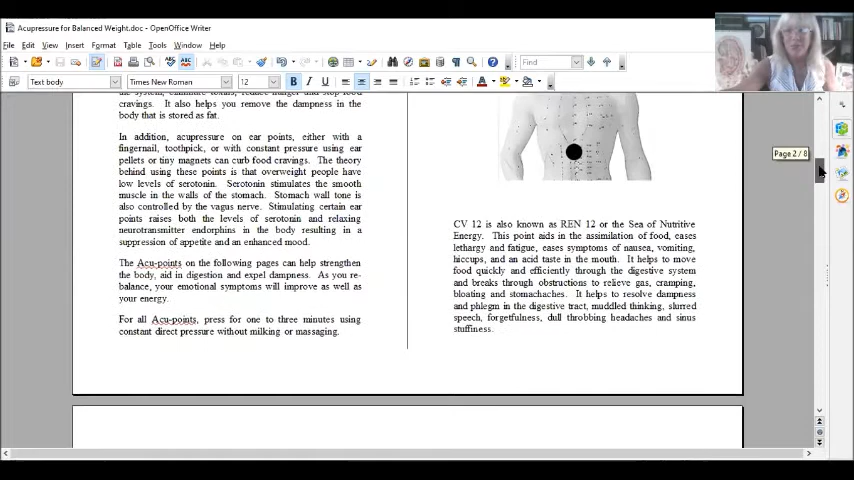 Acupressure for Balanced Weight.doc - OpenOffice Writer
File Edit View Insert Format Table Tools Window Help
Find
Text body
Times New Roman
12
the system, eliminate toxins, reduce hunger and stop food
cravings. It also helps you remove the dampness in the
body that is stored as fat.
In addition, acupressure on ear points, either with a
fingernail, toothpick, or with constant pressure using ear
pellets or tiny magnets can curb food cravings. The theory
behind using these points is that overweight people have
low levels of serotonin. Serotonin stimulates the smooth
muscle in the walls of the stomach. Stomach wall tone is
also controlled by the vagus nerve. Stimulating certain ear
points raises both the levels of serotonin and relaxing
neurotransmitter endorphins in the body resulting in a
suppression of appetite and an enhanced mood.
The Acu-points on the following pages can help strengthen
the body, aid in digestion and expel dampness. As you re-
balance, your emotional symptoms will improve as well as
your energy.
For all Acu-points, press for one to three minutes using
constant direct pressure without milking or massaging.
CV 12 is also known as REN 12 or the Sea of Nutritive
Energy. This point aids in the assimilation of food, eases
lethargy and fatigue, eases symptoms of nausea, vomiting,
hiccups, and an acid taste in the mouth. It helps to move
food quickly and efficiently through the digestive system
and breaks through obstructions to relieve gas, cramping,
bloating and stomachaches. It helps to resolve dampness
and phlegm in the digestive tract, muddled thinking, slurred
speech, forgetfulness, dull throbbing headaches and sinus
stuffiness.
Page 2 / 8